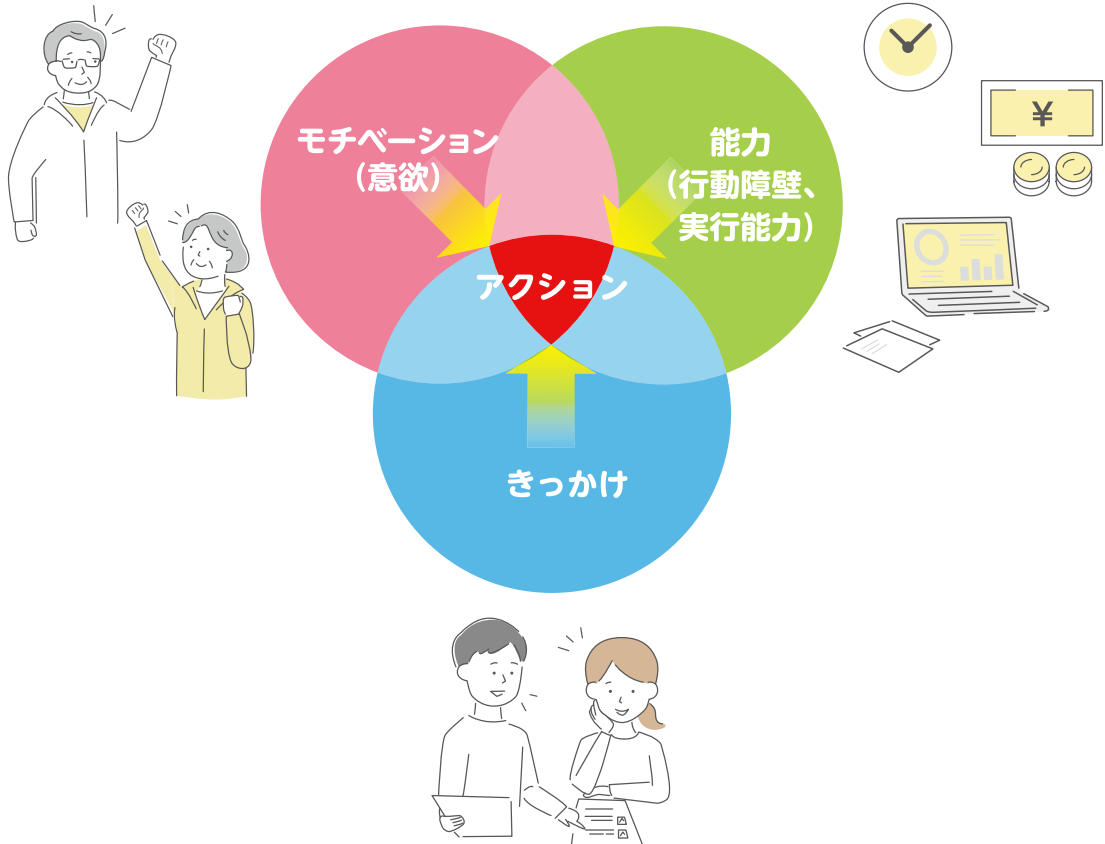 モチベーション
（意欲）
能力
（行動障壁、
実行能力）
アクション
きっかけ
¥